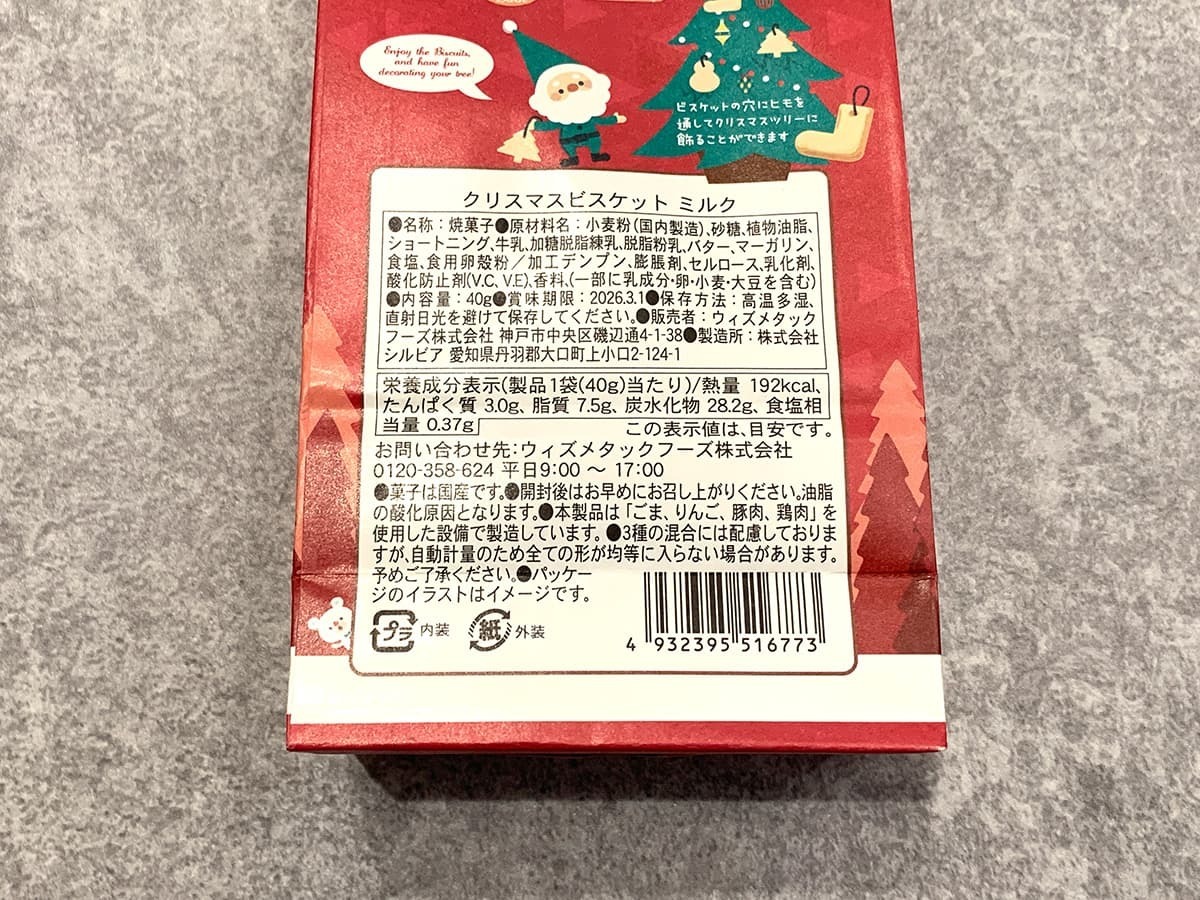 Enjoy the Biscuits,
and have fun
decorating your tree!
ビスケットの穴にヒモを
通してクリスマスツリーに
飾ることができます
クリスマスビスケット ミルク
●名称：焼菓子●原材料名：小麦粉(国内製造)、砂糖、植物油脂、
ショートニング、牛乳、加糖脱脂練乳、脱脂粉乳、バター、マーガリン、
食塩、食用卵殻粉／加工デンプン、膨脹剤、セルロース、乳化剤、
酸化防止剤(V.C、V.E)、香料、(一部に乳成分・卵・小麦・大豆を含む)
●内容量：40g●賞味期限：2026.3.1●保存方法：高温多湿、
直射日光を避けて保存してください。●販売者：ウィズメタック
フーズ株式会社 神戸市中央区磯辺通4-1-38●製造所：株式会社
シルビア 愛知県丹羽郡大口町上小口2-124-1
栄養成分表示(製品1袋(40g)当たり)/熱量 192kcal、
たんぱく質 3.0g、脂質 7.5g、炭水化物 28.2g、食塩相
当量 0.37g
この表示値は、目安です。
お問い合わせ先：ウィズメタックフーズ株式会社
0120-358-624 平日9:00 ～ 17:00
●菓子は国産です。●開封後はお早めにお召し上がりください。油脂
の酸化原因となります。●本製品は「ごま、りんご、豚肉、鶏肉」を
使用した設備で製造しています。●3種の混合には配慮しておりま
すが、自動計量のため全ての形が均等に入らない場合があります。
予めご了承ください。●パッケー
ジのイラストはイメージです。
プラ 内装 紙 外装
4 932395 516773